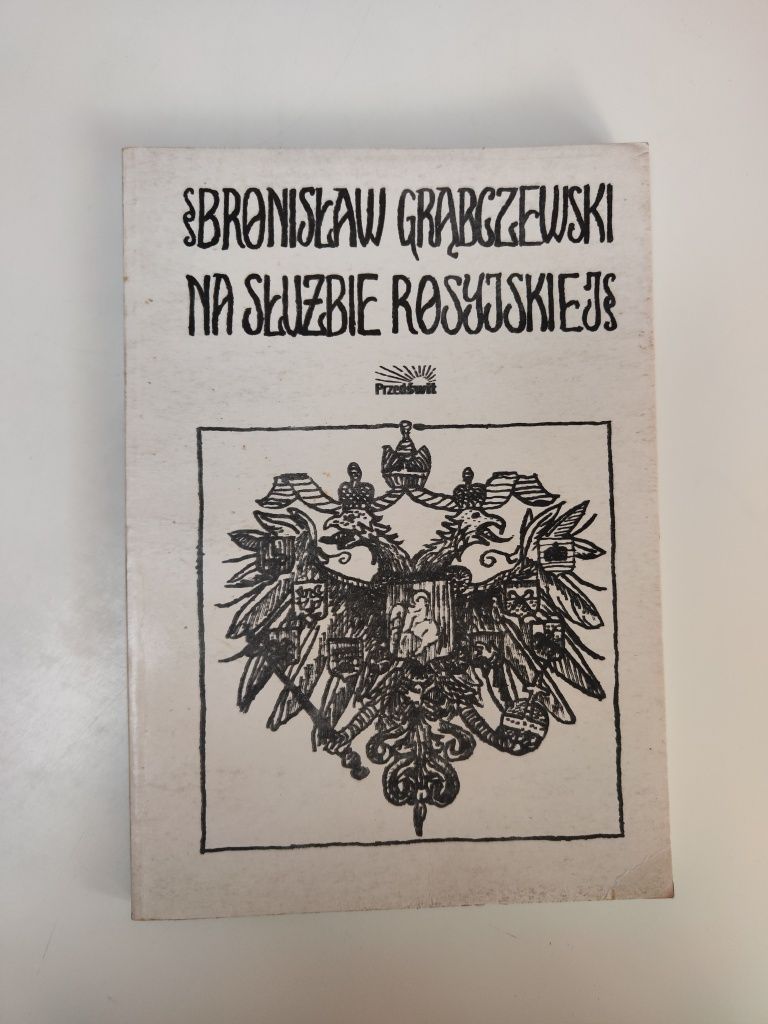 BRONISŁAW GRĄBCZEWSKI
NA SŁUŻBIE ROSYJSKIEJ
Przedświt